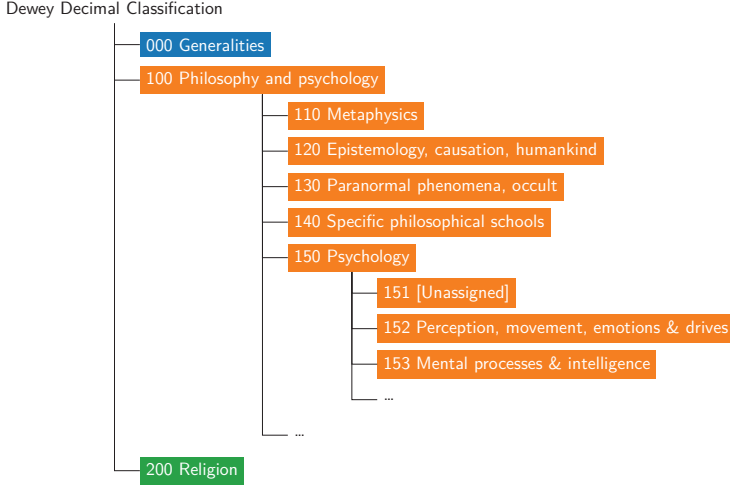 Dewey Decimal Classification
000 Generalities
100 Philosophy and psychology
110 Metaphysics
120 Epistemology, causation, humankind
130 Paranormal phenomena, occult
140 Specific philosophical schools
150 Psychology
151 [Unassigned]
152 Perception, movement, emotions & drives
153 Mental processes & intelligence
...
...
200 Religion